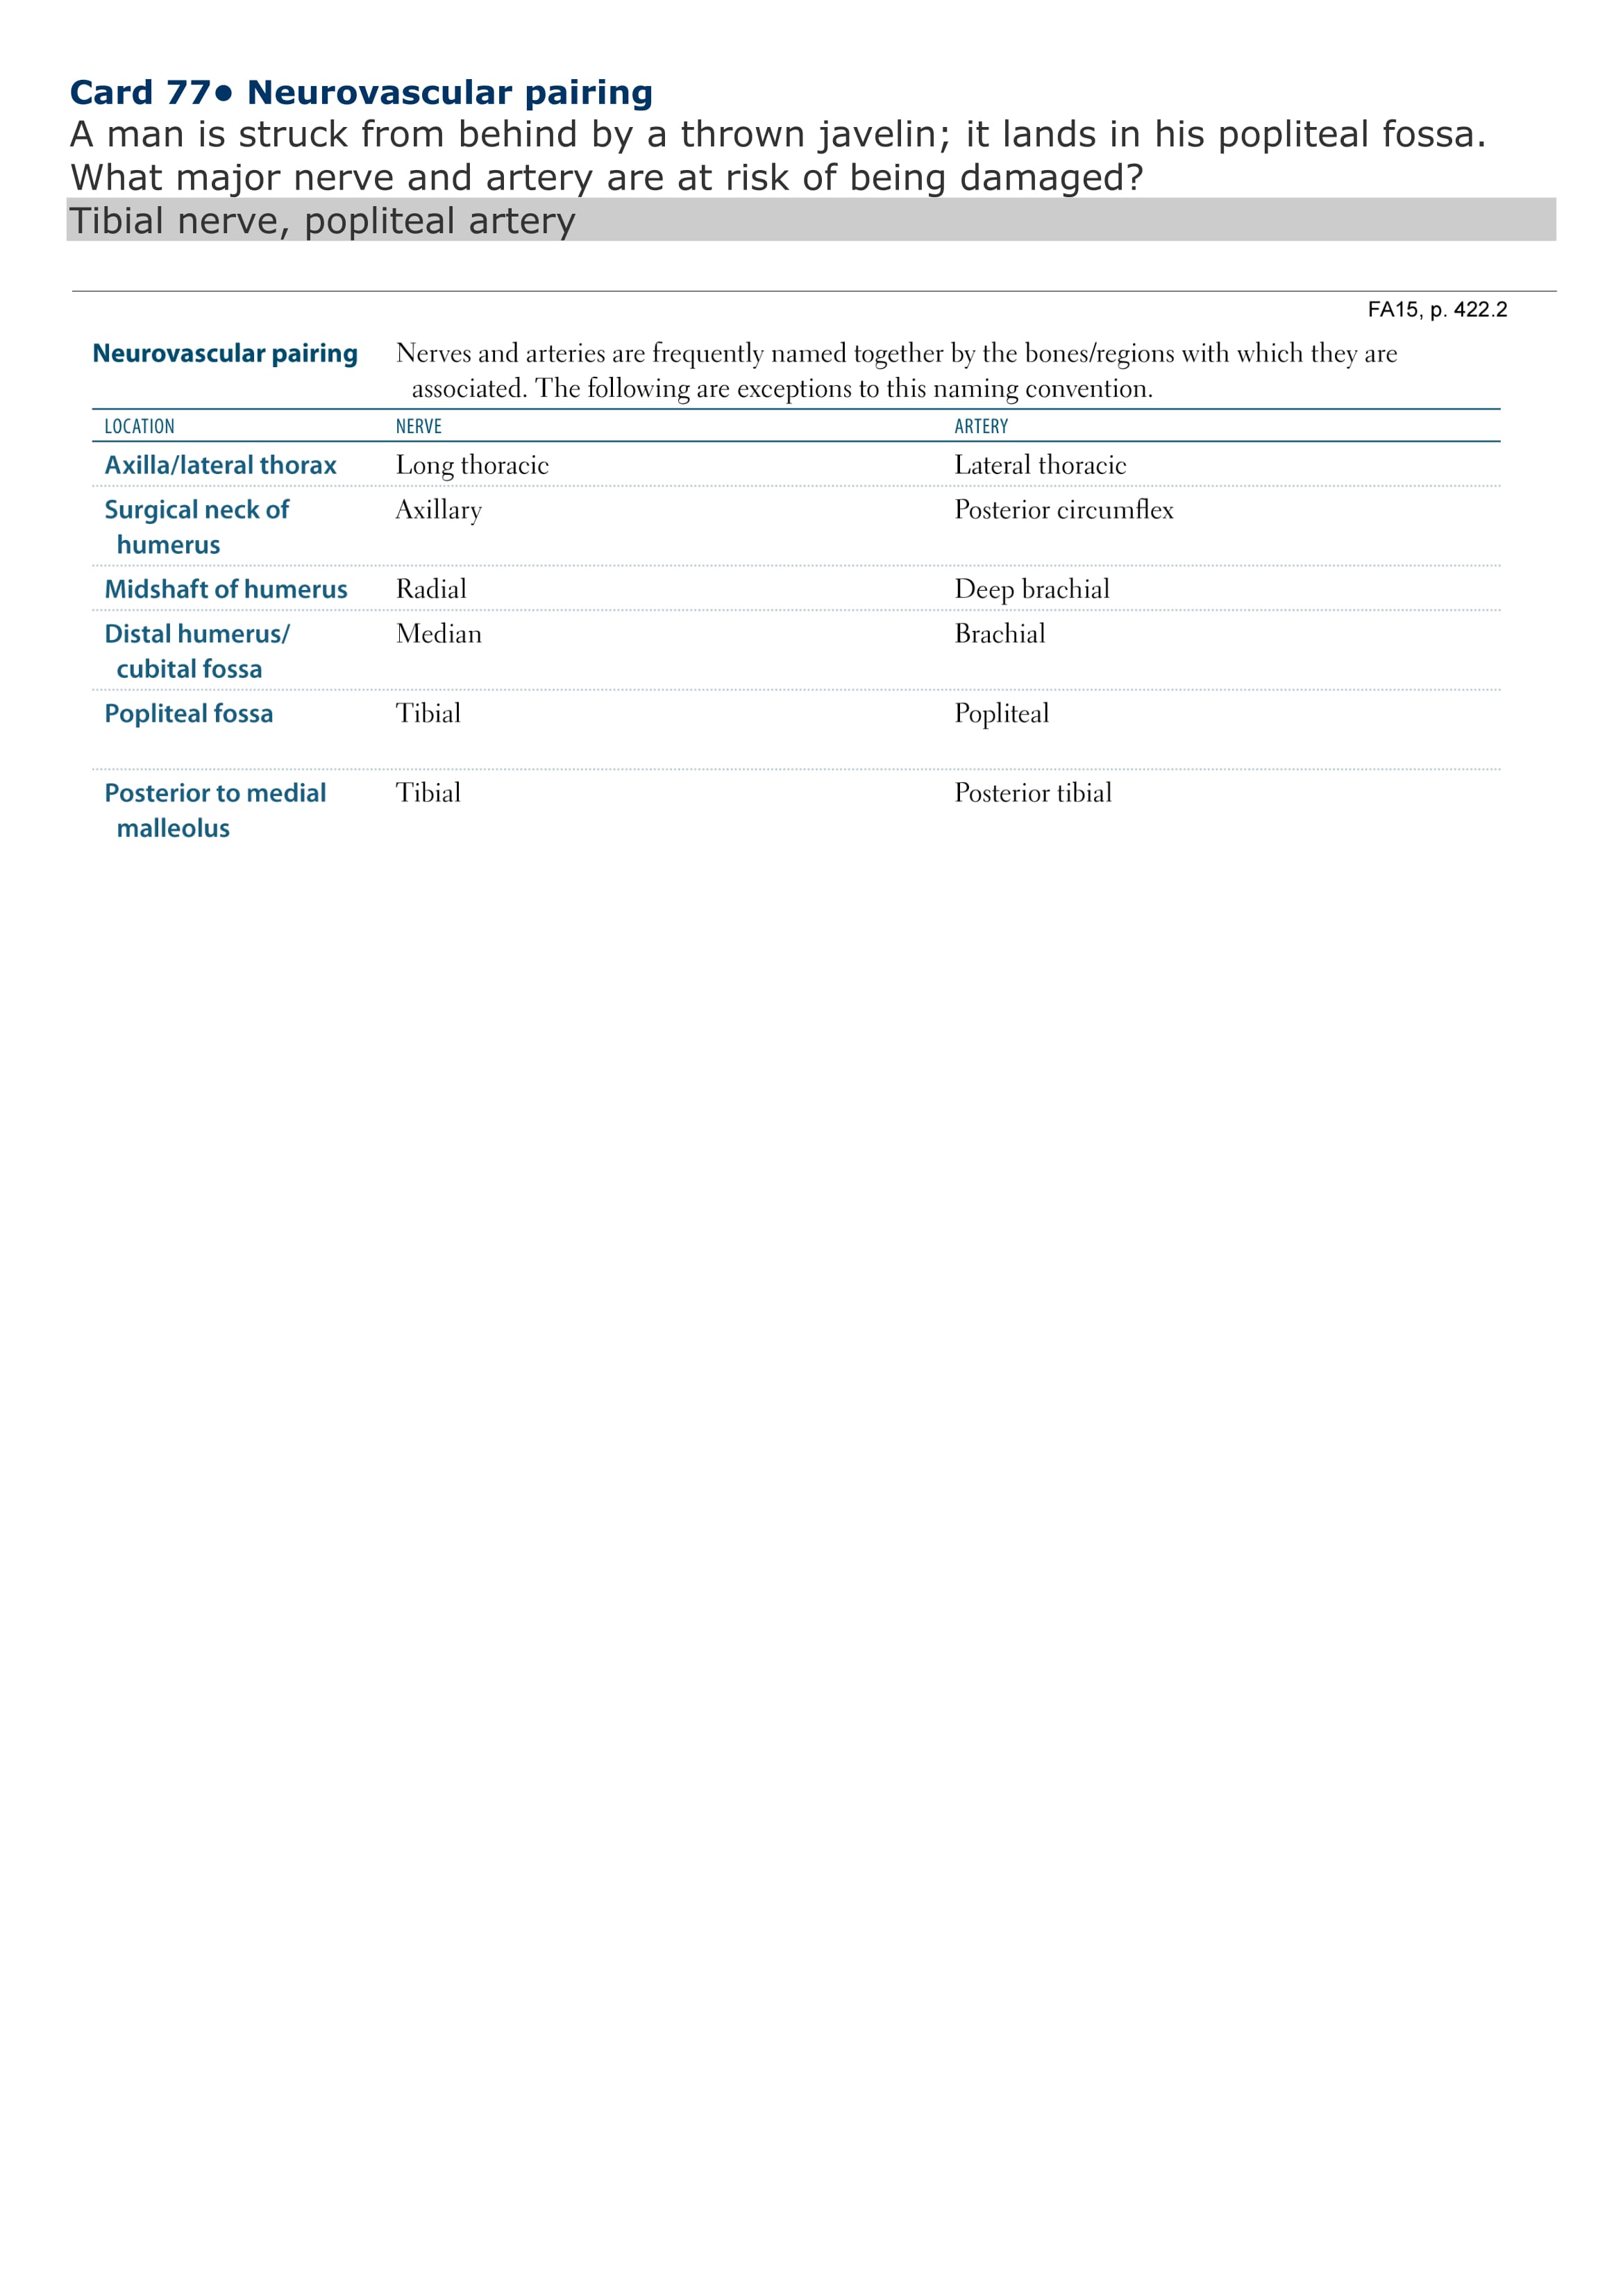 Card 77• Neurovascular pairing
A man is struck from behind by a thrown javelin; it lands in his popliteal fossa.
What major nerve and artery are at risk of being damaged?
Tibial nerve, popliteal artery
FA15, p. 422.2
Neurovascular pairing Nerves and arteries are frequently named together by the bones/regions with which they are
associated. The following are exceptions to this naming convention.
LOCATION NERVE ARTERY
Axilla/lateral thorax Long thoracic Lateral thoracic
Surgical neck of Axillary Posterior circumflex
humerus
Midshaft of humerus Radial Deep brachial
Distal humerus/ Median Brachial
cubital fossa
Popliteal fossa Tibial Popliteal
Posterior to medial Tibial Posterior tibial
malleolus